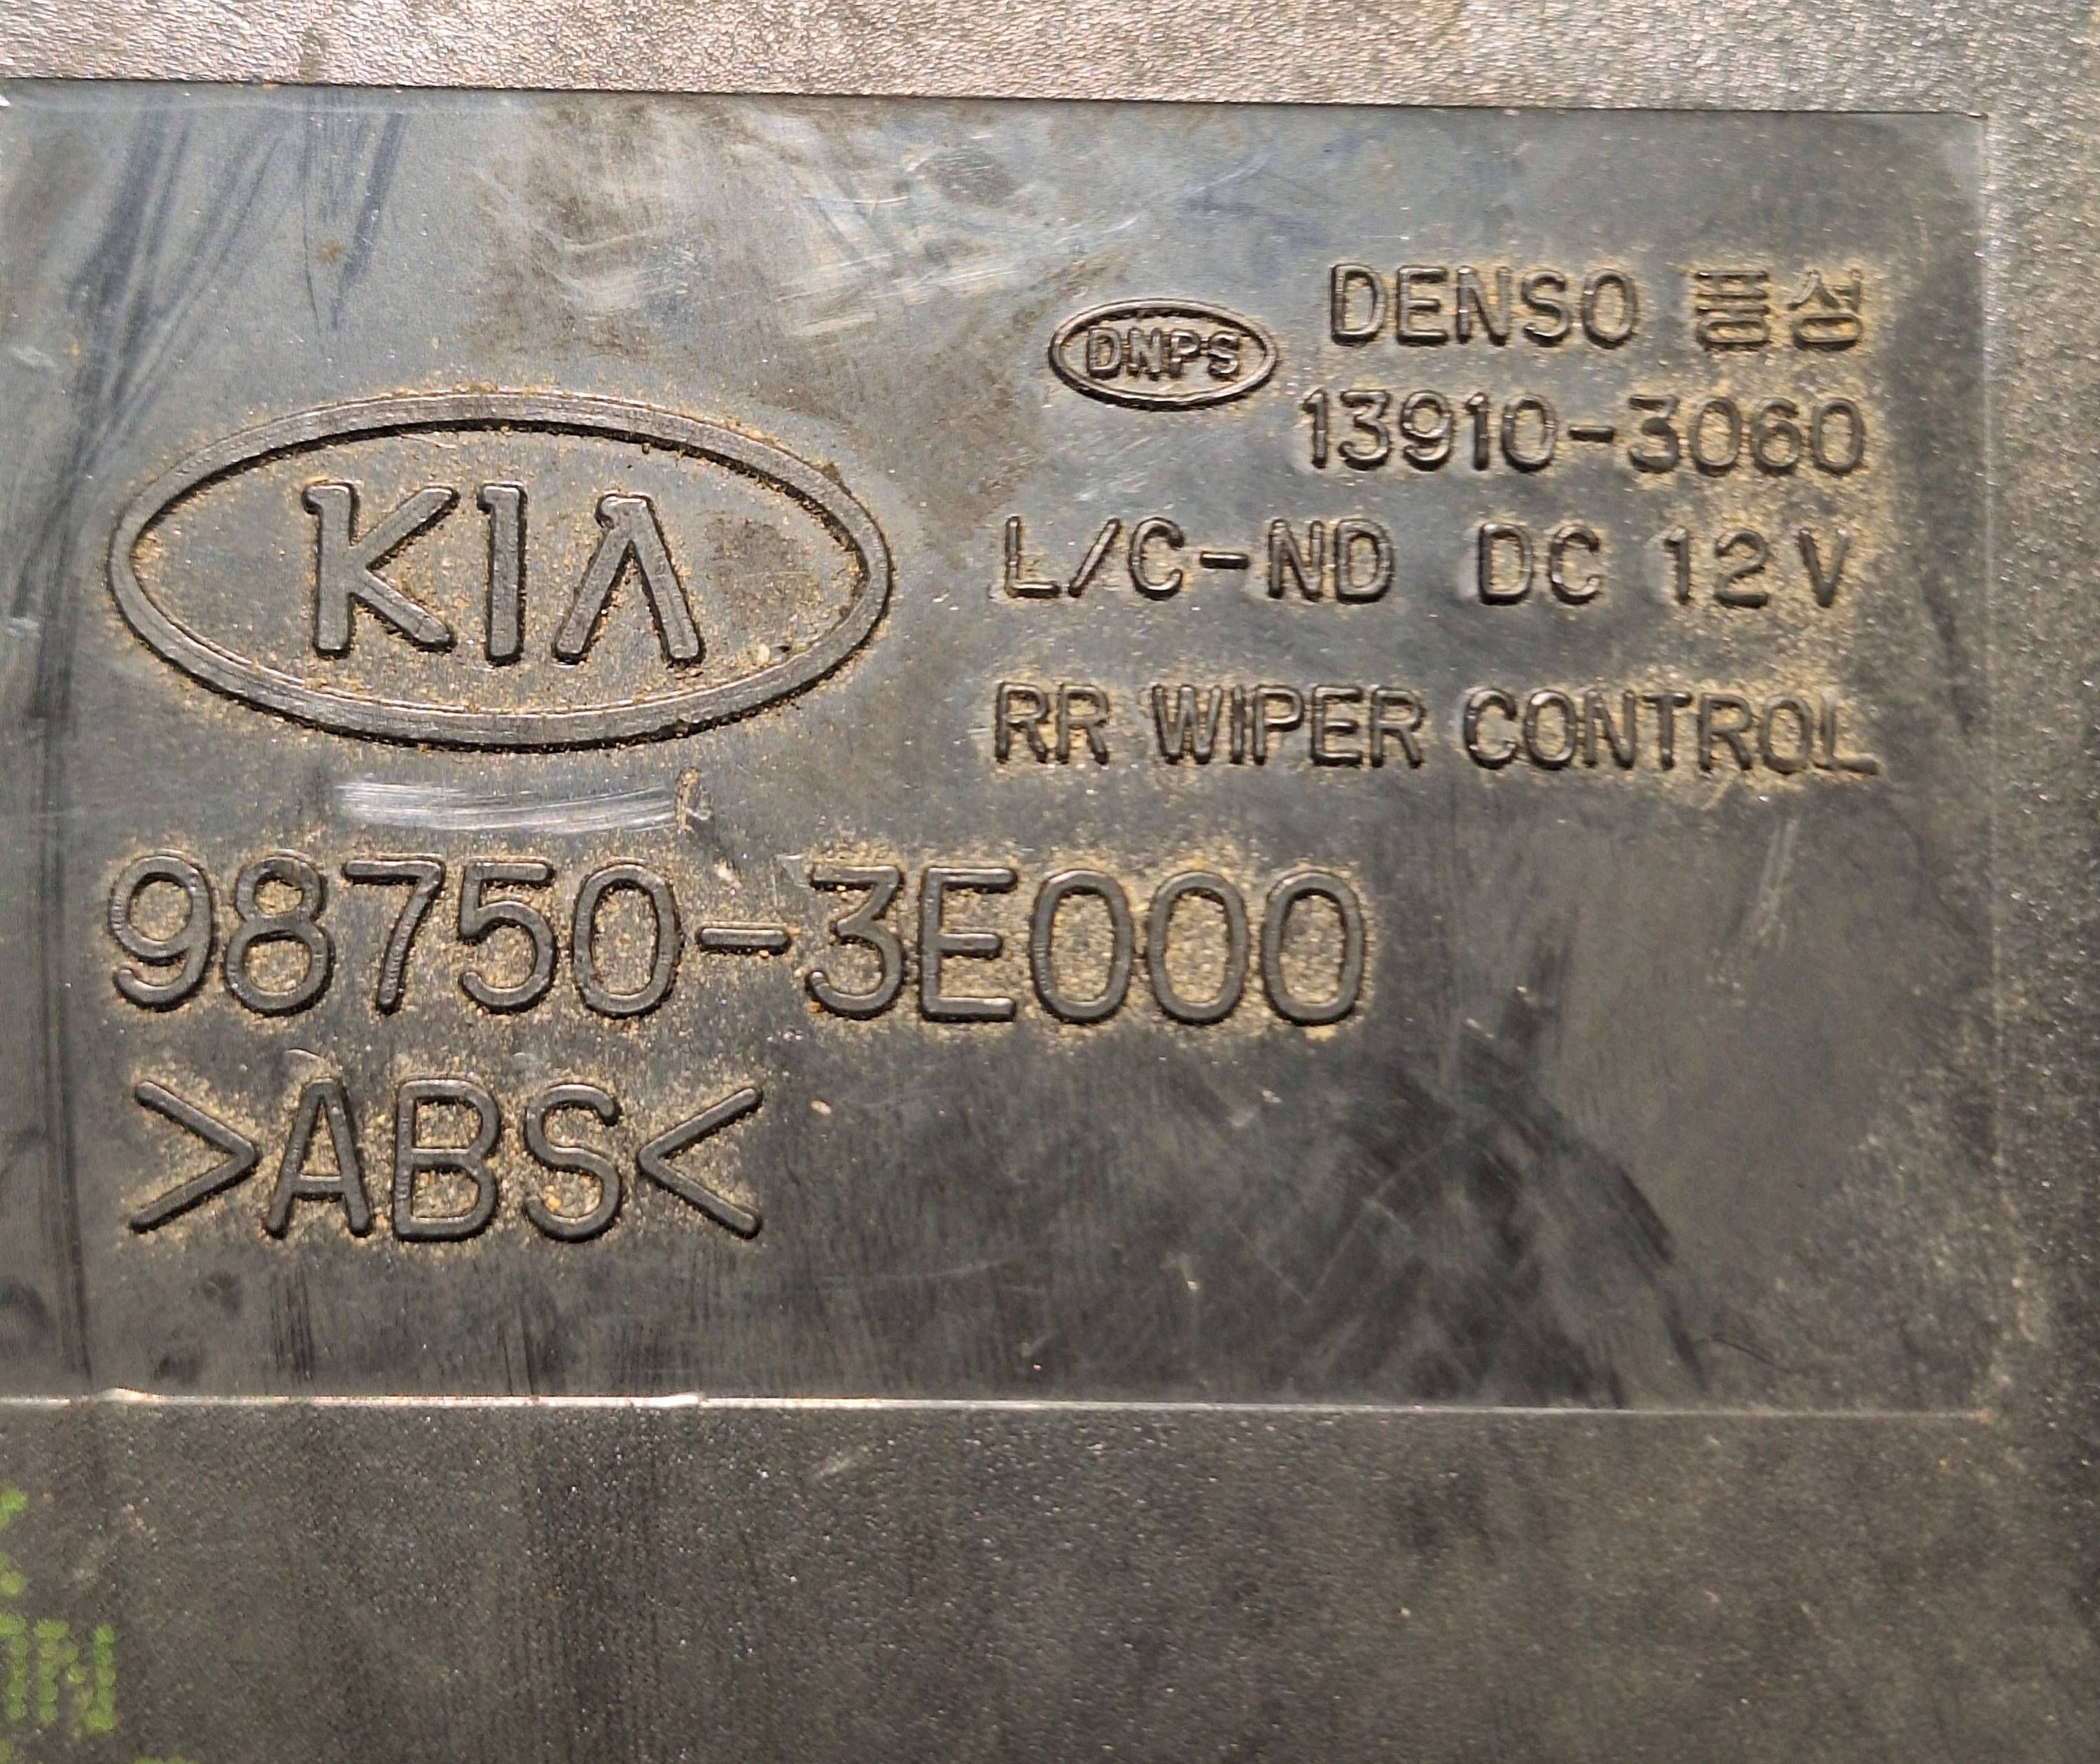 DNPS
DENSO 풍성
13910-3060
L/C-ND DC 12V
RR WIPER CONTROL
KIA
98750-3E000
>ABS<